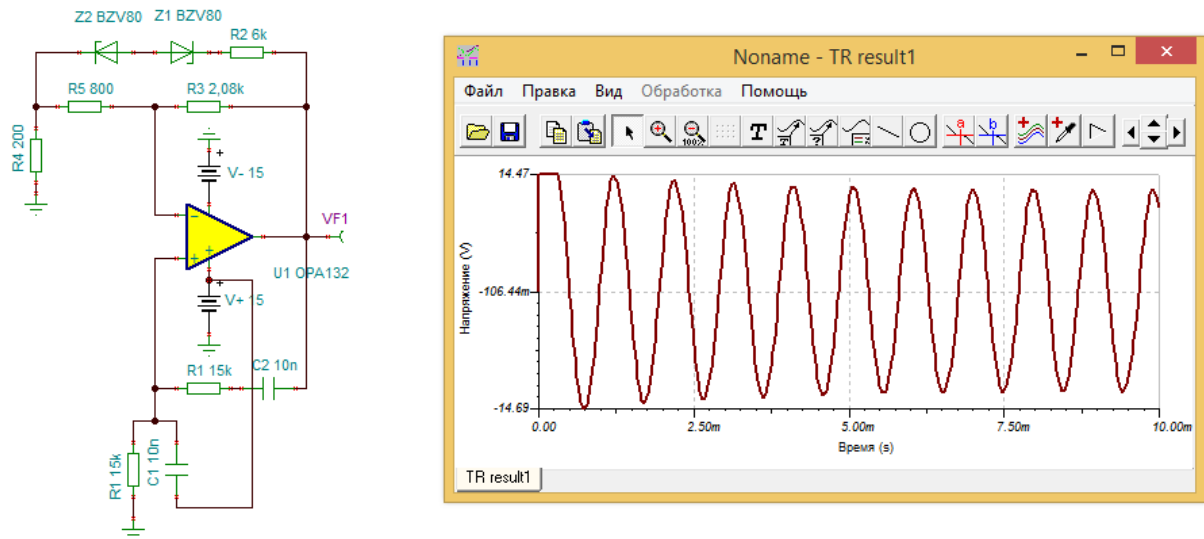 Z2 BZV80 Z1 BZV80
R2 6k
R5 800 R3 2,08k
R4 200
+
V- 15
VF1
U1 OPA132
+
V+ 15
R1 15k C2 10n
R1 15k
C1 10n
Noname - TR result1
Файл Правка Вид Обработка Помощь
100% T T ? a b
14.47
-106.44m
-14.69
Напряжение (V)
0.00 2.50m 5.00m 7.50m 10.00m
Время (s)
TR result1